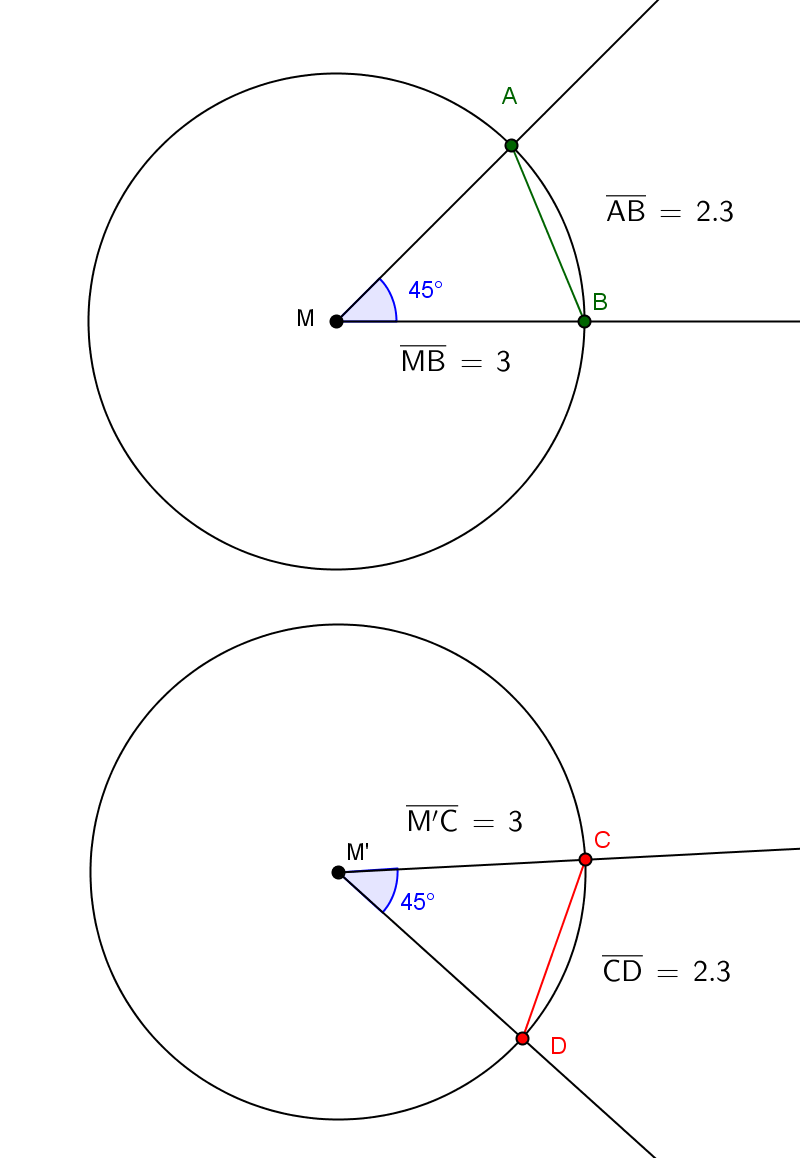 A
AB = 2.3
45°
B
M
MB = 3
M'C = 3
C
M'
45°
CD = 2.3
D